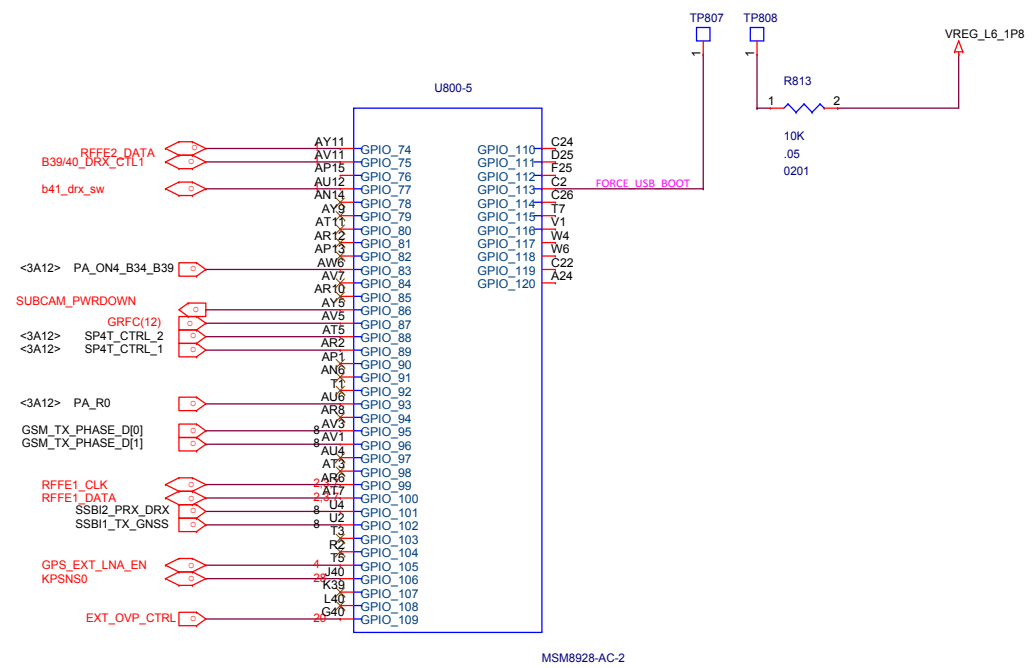 TP807 TP808
VREG_L6_1P8
1 1
R813
U800-5
1 2
10K
.05
0201
RFFE2_DATA AY11 GPIO_74 GPIO_110 C24
B39/40_DRX_CTL1 AV11 GPIO_75 GPIO_111 D25
AP15 GPIO_76 GPIO_112 F25
b41_drx_sw AU12 GPIO_77 GPIO_113 C2 FORCE_USB_BOOT
AN14 GPIO_78 GPIO_114 C26
AY9 GPIO_79 GPIO_115 T7
AT11 GPIO_80 GPIO_116 V1
AR12 GPIO_81 GPIO_117 W4
AP13 GPIO_82 GPIO_118 W6
<3A12> PA_ON4_B34_B39 AW6 GPIO_83 GPIO_119 C22
AV7 GPIO_84 GPIO_120 A24
AR10 GPIO_85
SUBCAM_PWRDOWN AY5 GPIO_86
GRFC(12) AV5 GPIO_87
<3A12> SP4T_CTRL_2 AT5 GPIO_88
<3A12> SP4T_CTRL_1 AR2 GPIO_89
AP1 GPIO_90
AN6 GPIO_91
T1 GPIO_92
<3A12> PA_R0 AU6 GPIO_93
AR8 GPIO_94
GSM_TX_PHASE_D[0] 8 AV3 GPIO_95
GSM_TX_PHASE_D[1] 8 AV1 GPIO_96
AU4 GPIO_97
AT3 GPIO_98
RFFE1_CLK AR6 GPIO_99
RFFE1_DATA AT7 GPIO_100
SSBI2_PRX_DRX 8 U4 GPIO_101
SSBI1_TX_GNSS 8 U2 GPIO_102
T3 GPIO_103
R2 GPIO_104
GPS_EXT_LNA_EN 4 T5 GPIO_105
KPSNS0 J40 GPIO_106
K39 GPIO_107
L40 GPIO_108
EXT_OVP_CTRL 20 G40 GPIO_109
MSM8928-AC-2